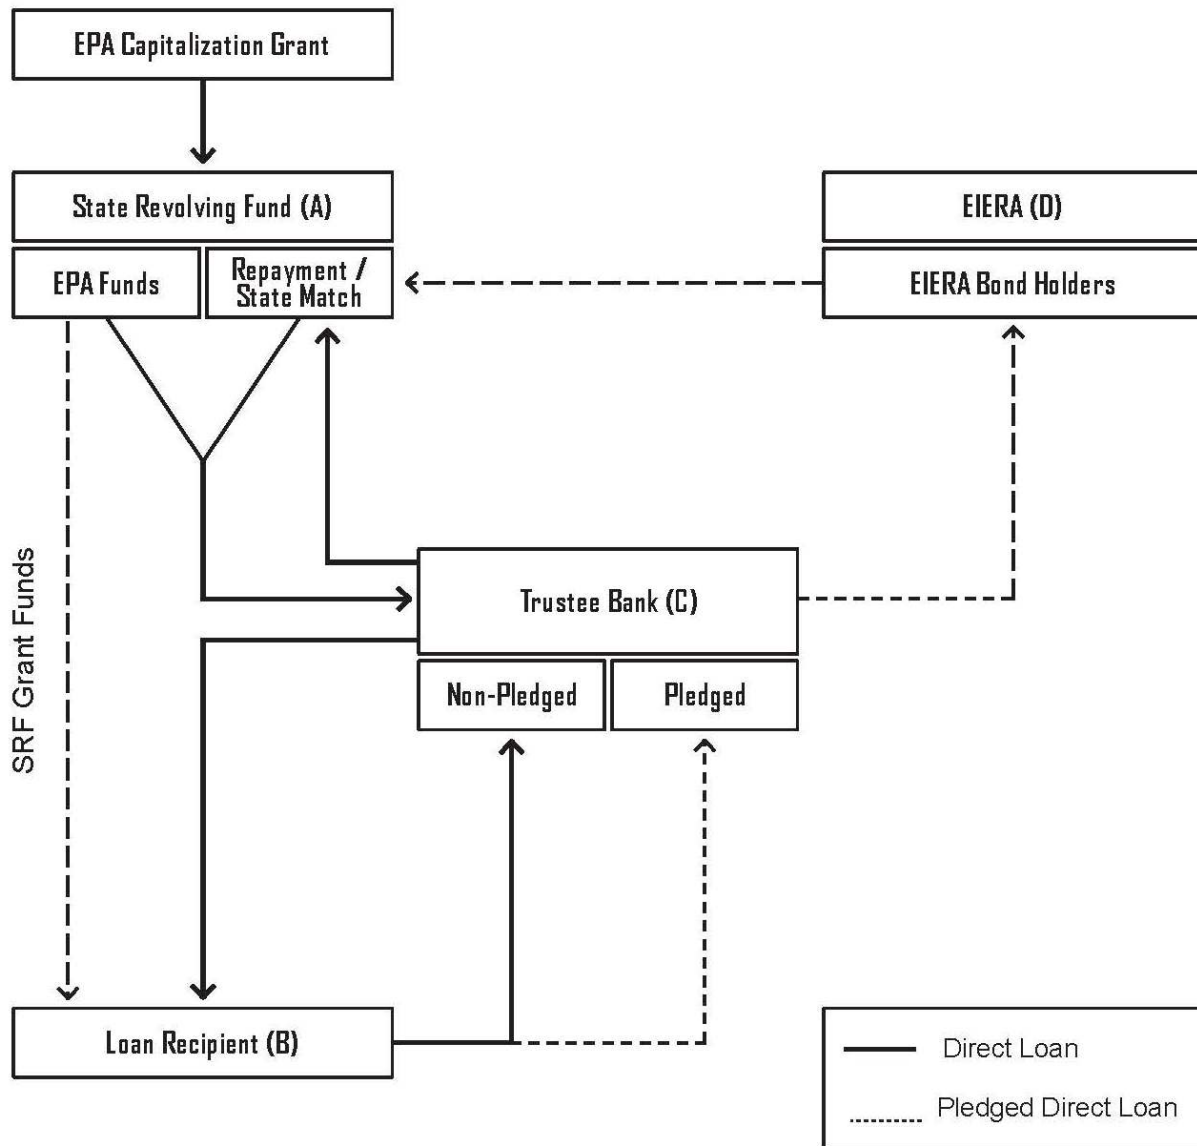 EPA Capitalization Grant
State Revolving Fund (A)
EIERA (D)
EPA Funds
Repayment /
State Match
EIERA Bond Holders
SRF Grant Funds
Trustee Bank (C)
Non-Pledged
Pledged
Loan Recipient (B)
Direct Loan
Pledged Direct Loan